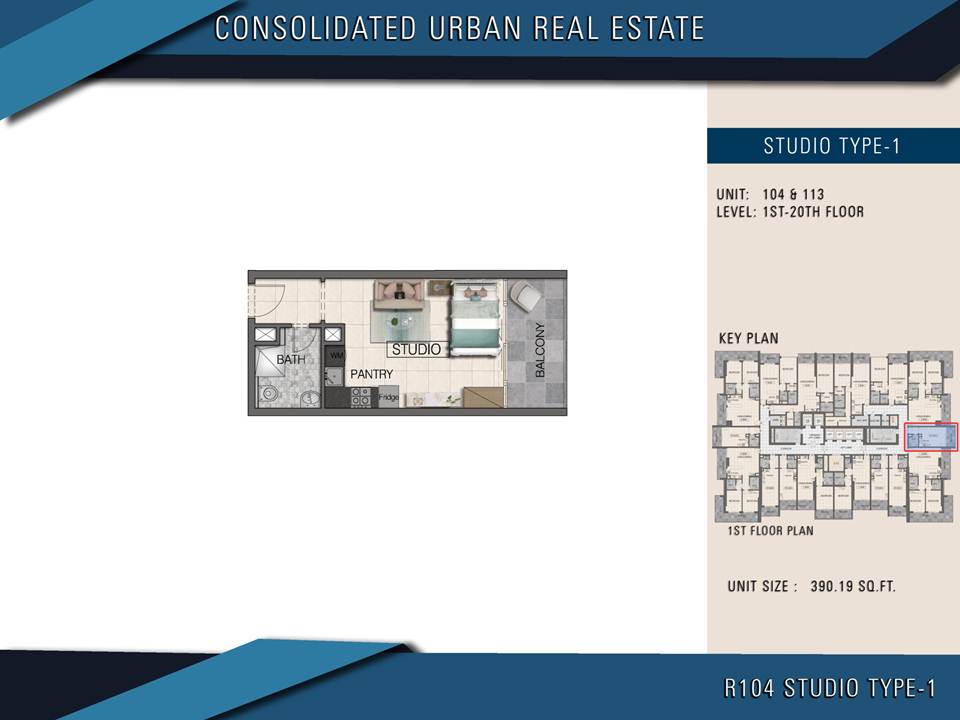 CONSOLIDATED URBAN REAL ESTATE
STUDIO TYPE-1
UNIT: 104 & 113
LEVEL: 1ST-20TH FLOOR
BATH
WM
STUDIO
PANTRY
Fridge
BALCONY
KEY PLAN
1ST FLOOR PLAN
UNIT SIZE : 390.19 SQ.FT.
R104 STUDIO TYPE-1